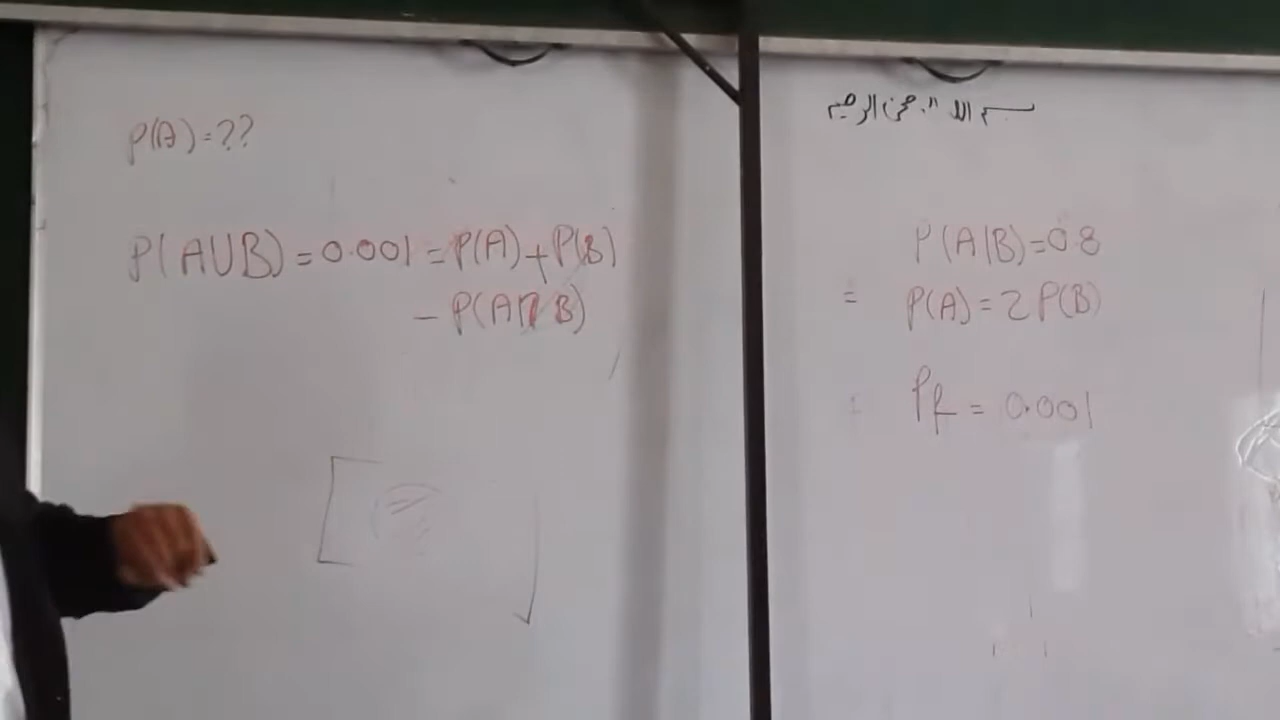 P(A)=??
P(AUB)=0.001=P(A)+P(B)
-P(A∩B)
بسم الله الرحمن الرحيم
P(A|B)=0.8
= P(A)=2P(B)
= Pf=0.001